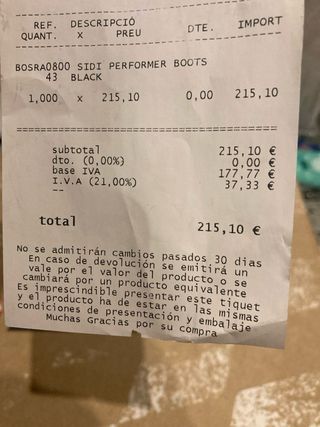 REF. DESCRIPCIÓ DTE. IMPORT
QUANT. x PREU
BOSRA0800 SIDI PERFORMER BOOTS
43 BLACK
1,000 x 215,10 0,00 215,10
subtotal 215,10 €
dto. (0,00%) 0,00 €
base IVA 177,77 €
I.V.A (21,00%) 37,33 €
--
total 215,10 €
No se admitirán cambios pasados 30 dias
En caso de devolución se emitirá un
vale por el valor del producto o se
cambiará por un producto equivalente
Es imprescindible presentar este tiquet
y el producto ha de estar en las mismas
condiciones de presentación y embalaje
Muchas Gracias por su compra